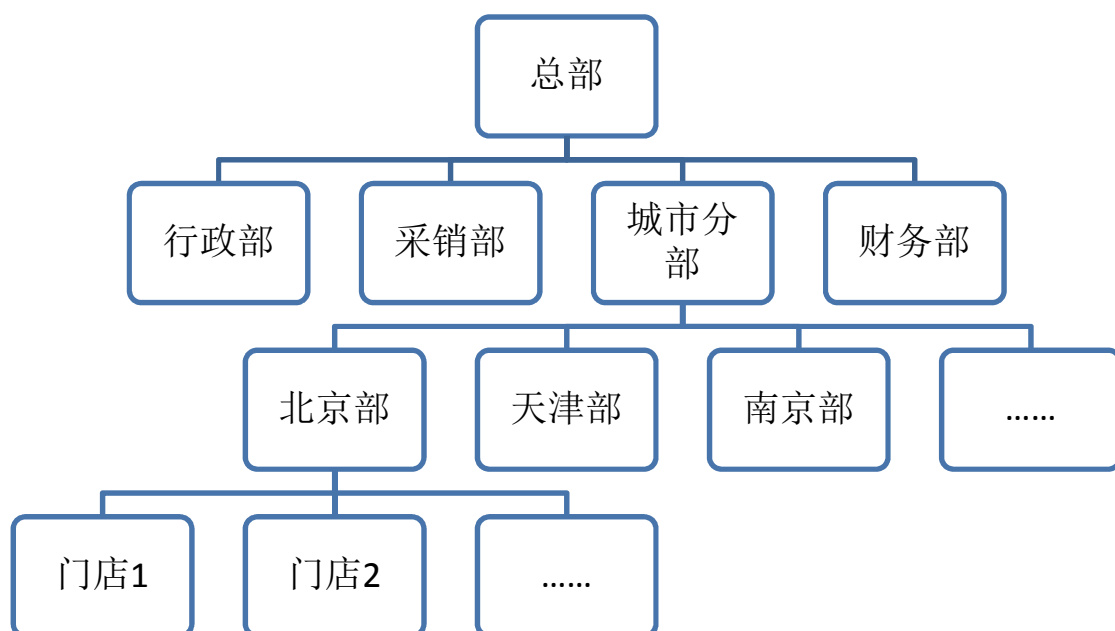 总部
行政部
采销部
城市分
部
财务部
北京部
天津部
南京部
......
门店1
门店2
......